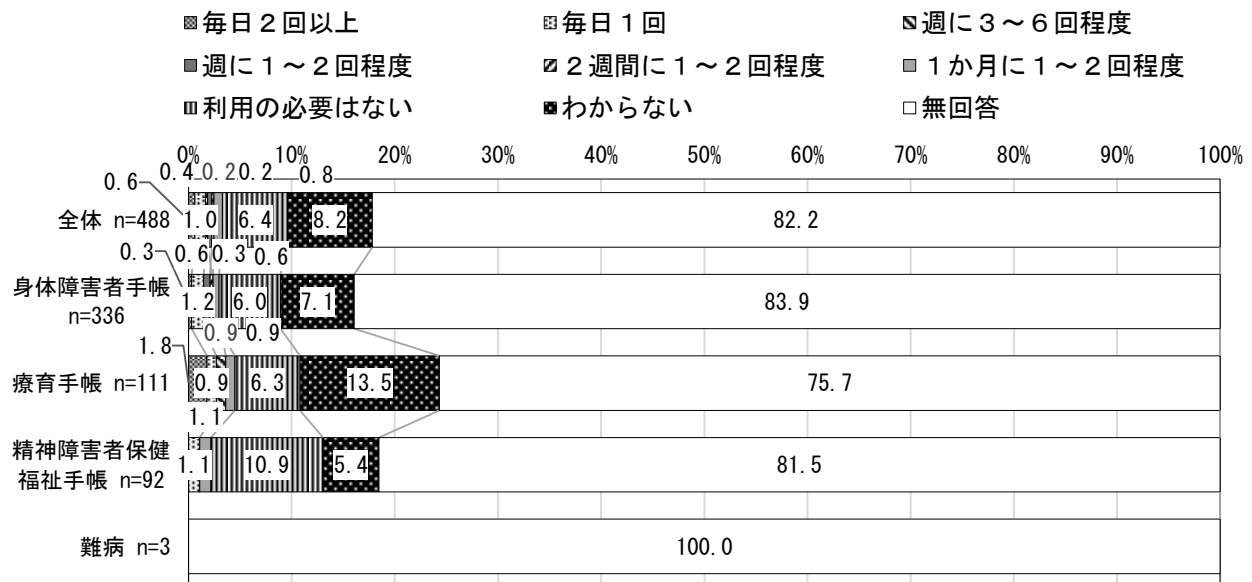 毎日２回以上 毎日１回 週に３～６回程度
週に１～２回程度 ２週間に１～２回程度 １か月に１～２回程度
利用の必要はない わからない 無回答
0% 10% 20% 30% 40% 50% 60% 70% 80% 90% 100%
0.6 0.4 0.2 0.2 0.8
全体 n=488 1.0 6.4 8.2 82.2
0.3 0.6 0.3 0.6
身体障害者手帳
n=336 1.2 6.0 7.1 83.9
1.8 0.9 0.9
療育手帳 n=111 0.9 6.3 13.5 75.7
1.1
精神障害者保健
福祉手帳 n=92 1.1 10.9 5.4 81.5
難病 n=3 100.0